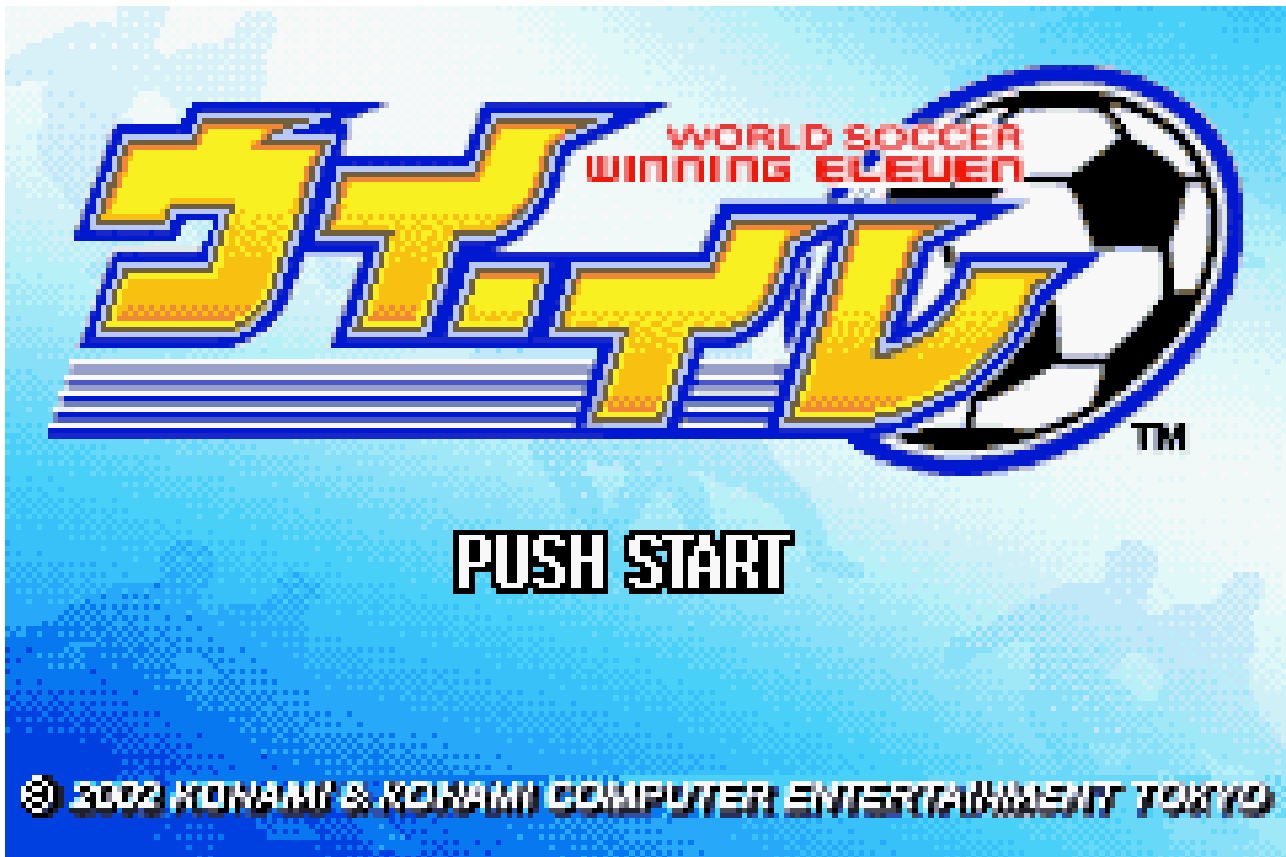 WORLD SOCCER
WINNING ELEVEN
ウイ.イレ
TM
PUSH START
© 2002 KONAMI & KONAMI COMPUTER ENTERTAINMENT TOKYO